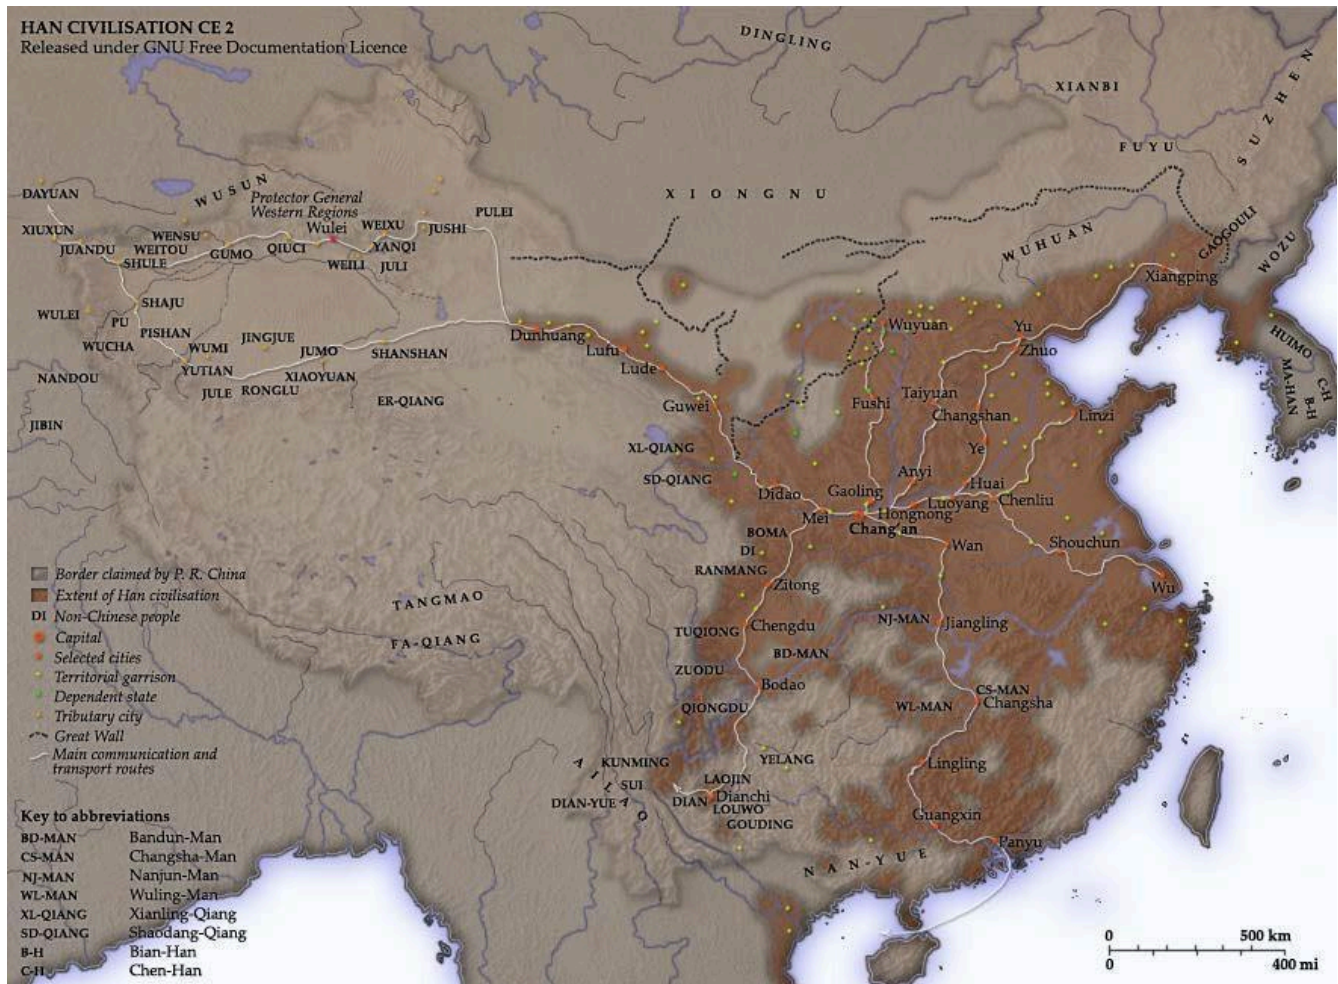 HAN CIVILISATION CE 2
Released under GNU Free Documentation Licence
DINGLING
XIANBI
SUZHEN
FUYU
XIONGNU
WUSUN
DAYUAN
Protector General
Western Regions
Wulei
WEIXU
PULEI
XIUXUN
JUANDU
WENSU
WEITOU
SHULE
GUMO
QIUCI
YANQI
JUSHI
WEILI
JULI
WUHUAN
GAOGOULI
WOZU
Xiangping
WULEI
SHAJU
PU
PISHAN
WUCHA
WUMI
JINGJUE
JUMO
SHANSHAN
YUTIAN
XIAOYUAN
JULE
RONGLU
NANDOU
ER-QIANG
JIBIN
Dunhuang
Lufu
Lude
Guwei
Wuyuan
Yu
Zhuo
HUIMO
MA-HAN
C-H
B-H
Fushi
Taiyuan
Changshan
Linzi
XL-QIANG
SD-QIANG
Ye
Anyi
Huai
Didao
Gaoling
Luoyang
Chenliu
Mei
Hongnong
Chang'an
BOMA
DI
RANMANG
Wan
Shouchun
Wu
Zitong
TANGMAO
FA-QIANG
TUQIONG
Chengdu
NJ-MAN
Jiangling
BD-MAN
ZUODU
Bodao
QIONGDU
CS-MAN
Changsha
WL-MAN
KUNMING
SUI
AILAO
DIAN-YUE
YELANG
LAOJIN
DIAN
Dianchi
LOUWO
GOUDING
Lingling
Guangxin
Panyu
NAN-YUE
Border claimed by P. R. China
Extent of Han civilisation
DI Non-Chinese people
Capital
Selected cities
Territorial garrison
Dependent state
Tributary city
Great Wall
Main communication and
transport routes
Key to abbreviations
BD-MAN Bandun-Man
CS-MAN Changsha-Man
NJ-MAN Nanjun-Man
WL-MAN Wuling-Man
XL-QIANG Xianling-Qiang
SD-QIANG Shaodang-Qiang
B-H Bian-Han
C-H Chen-Han
0 500 km
0 400 mi